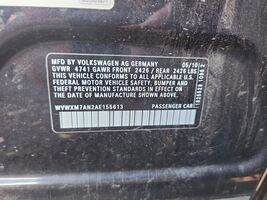 MFD BY VOLKSWAGEN AG GERMANY 05/10
GVWR 4741 GAWR FRONT 2426 / REAR 2426 LBS
THIS VEHICLE CONFORMS TO ALL APPLICABLE
FEDERAL MOTOR VEHICLE SAFETY, BUMPER AND
THEFT PREVENTION STANDARDS IN EFFECT ON
THE DATE OF MANUFACTURE SHOWN ABOVE.
WVWXM7AN2AE155613 PASSENGER CAR